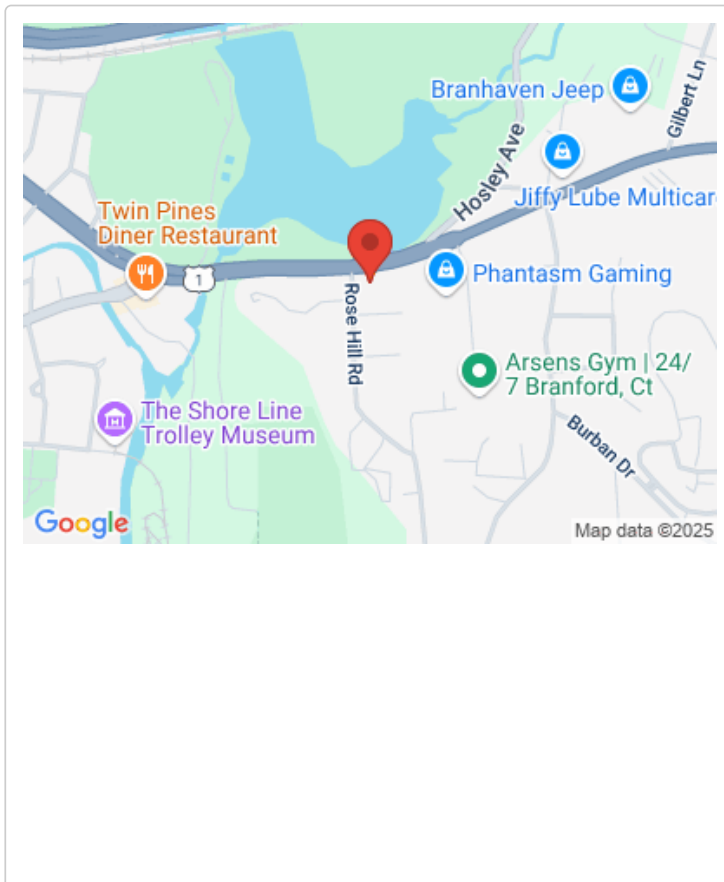 Branhaven Jeep
Gilbert Ln
Hosley Ave
Jiffy Lube Multicar
Twin Pines
Diner Restaurant
1
Phantasm Gaming
Rose Hill Rd
Arsens Gym | 24/
7 Branford, Ct
The Shore Line
Trolley Museum
Burban Dr
Google
Map data ©2025